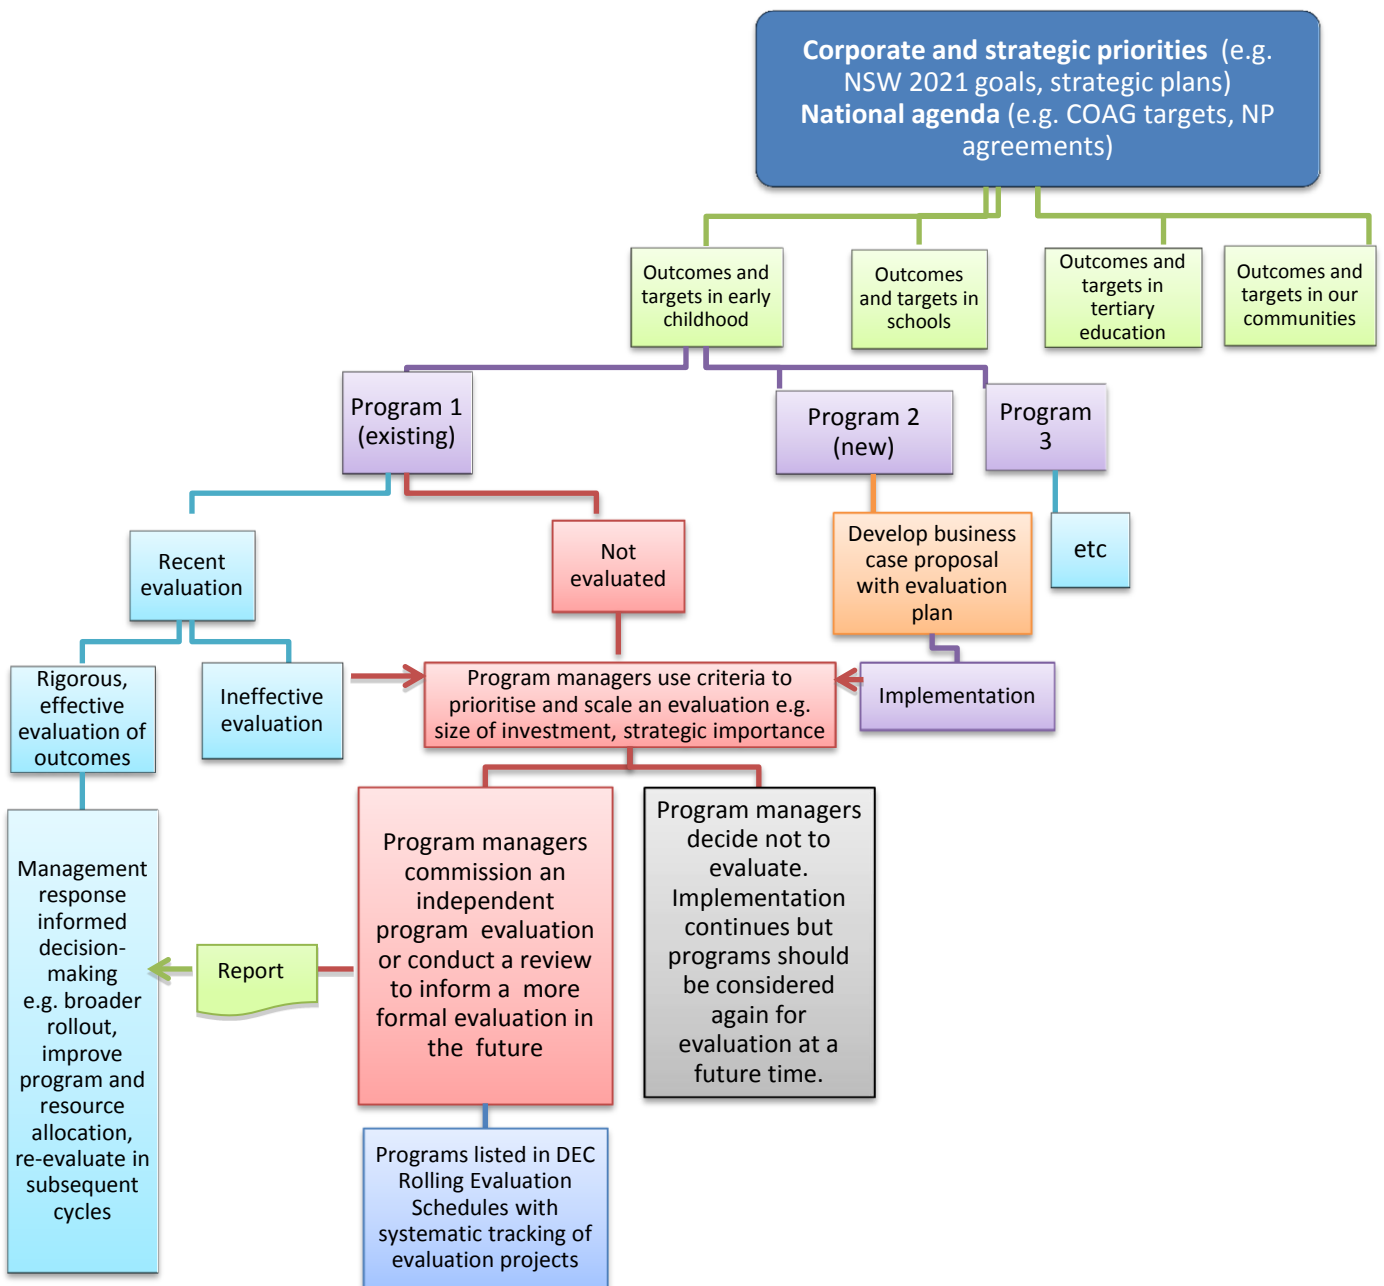 Corporate and strategic priorities (e.g.
NSW 2021 goals, strategic plans)
National agenda (e.g. COAG targets, NP
agreements)
Outcomes and
targets in early
childhood
Outcomes
and targets in
schools
Outcomes and
targets in
tertiary
education
Outcomes and
targets in our
communities
Program 1
(existing)
Program 2
(new)
Program
3
Recent
evaluation
Not
evaluated
Develop business
case proposal
with evaluation
plan
etc
Rigorous,
effective
evaluation of
outcomes
Ineffective
evaluation
Program managers use criteria to
prioritise and scale an evaluation e.g.
size of investment, strategic importance
Implementation
Management
response
informed
decision-
making
e.g. broader
rollout,
improve
program and
resource
allocation,
re-evaluate in
subsequent
cycles
Report
Program managers
commission an
independent
program evaluation
or conduct a review
to inform a more
formal evaluation in
the future
Program managers
decide not to
evaluate.
Implementation
continues but
programs should
be considered
again for
evaluation at a
future time.
Programs listed in DEC
Rolling Evaluation
Schedules with
systematic tracking of
evaluation projects